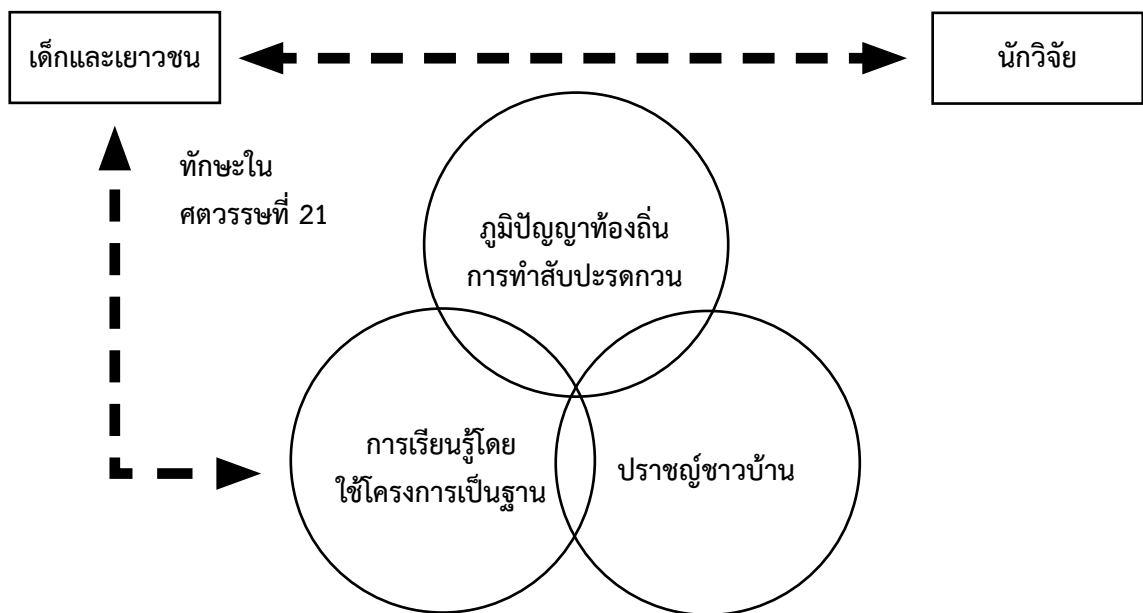 เด็กและเยาวชน
นักวิจัย
ทักษะใน
ศตวรรษที่ 21
ภูมิปัญญาท้องถิ่น
การทำสับปะรดกวน
การเรียนรู้โดย
ใช้โครงการเป็นฐาน
ปราชญ์ชาวบ้าน